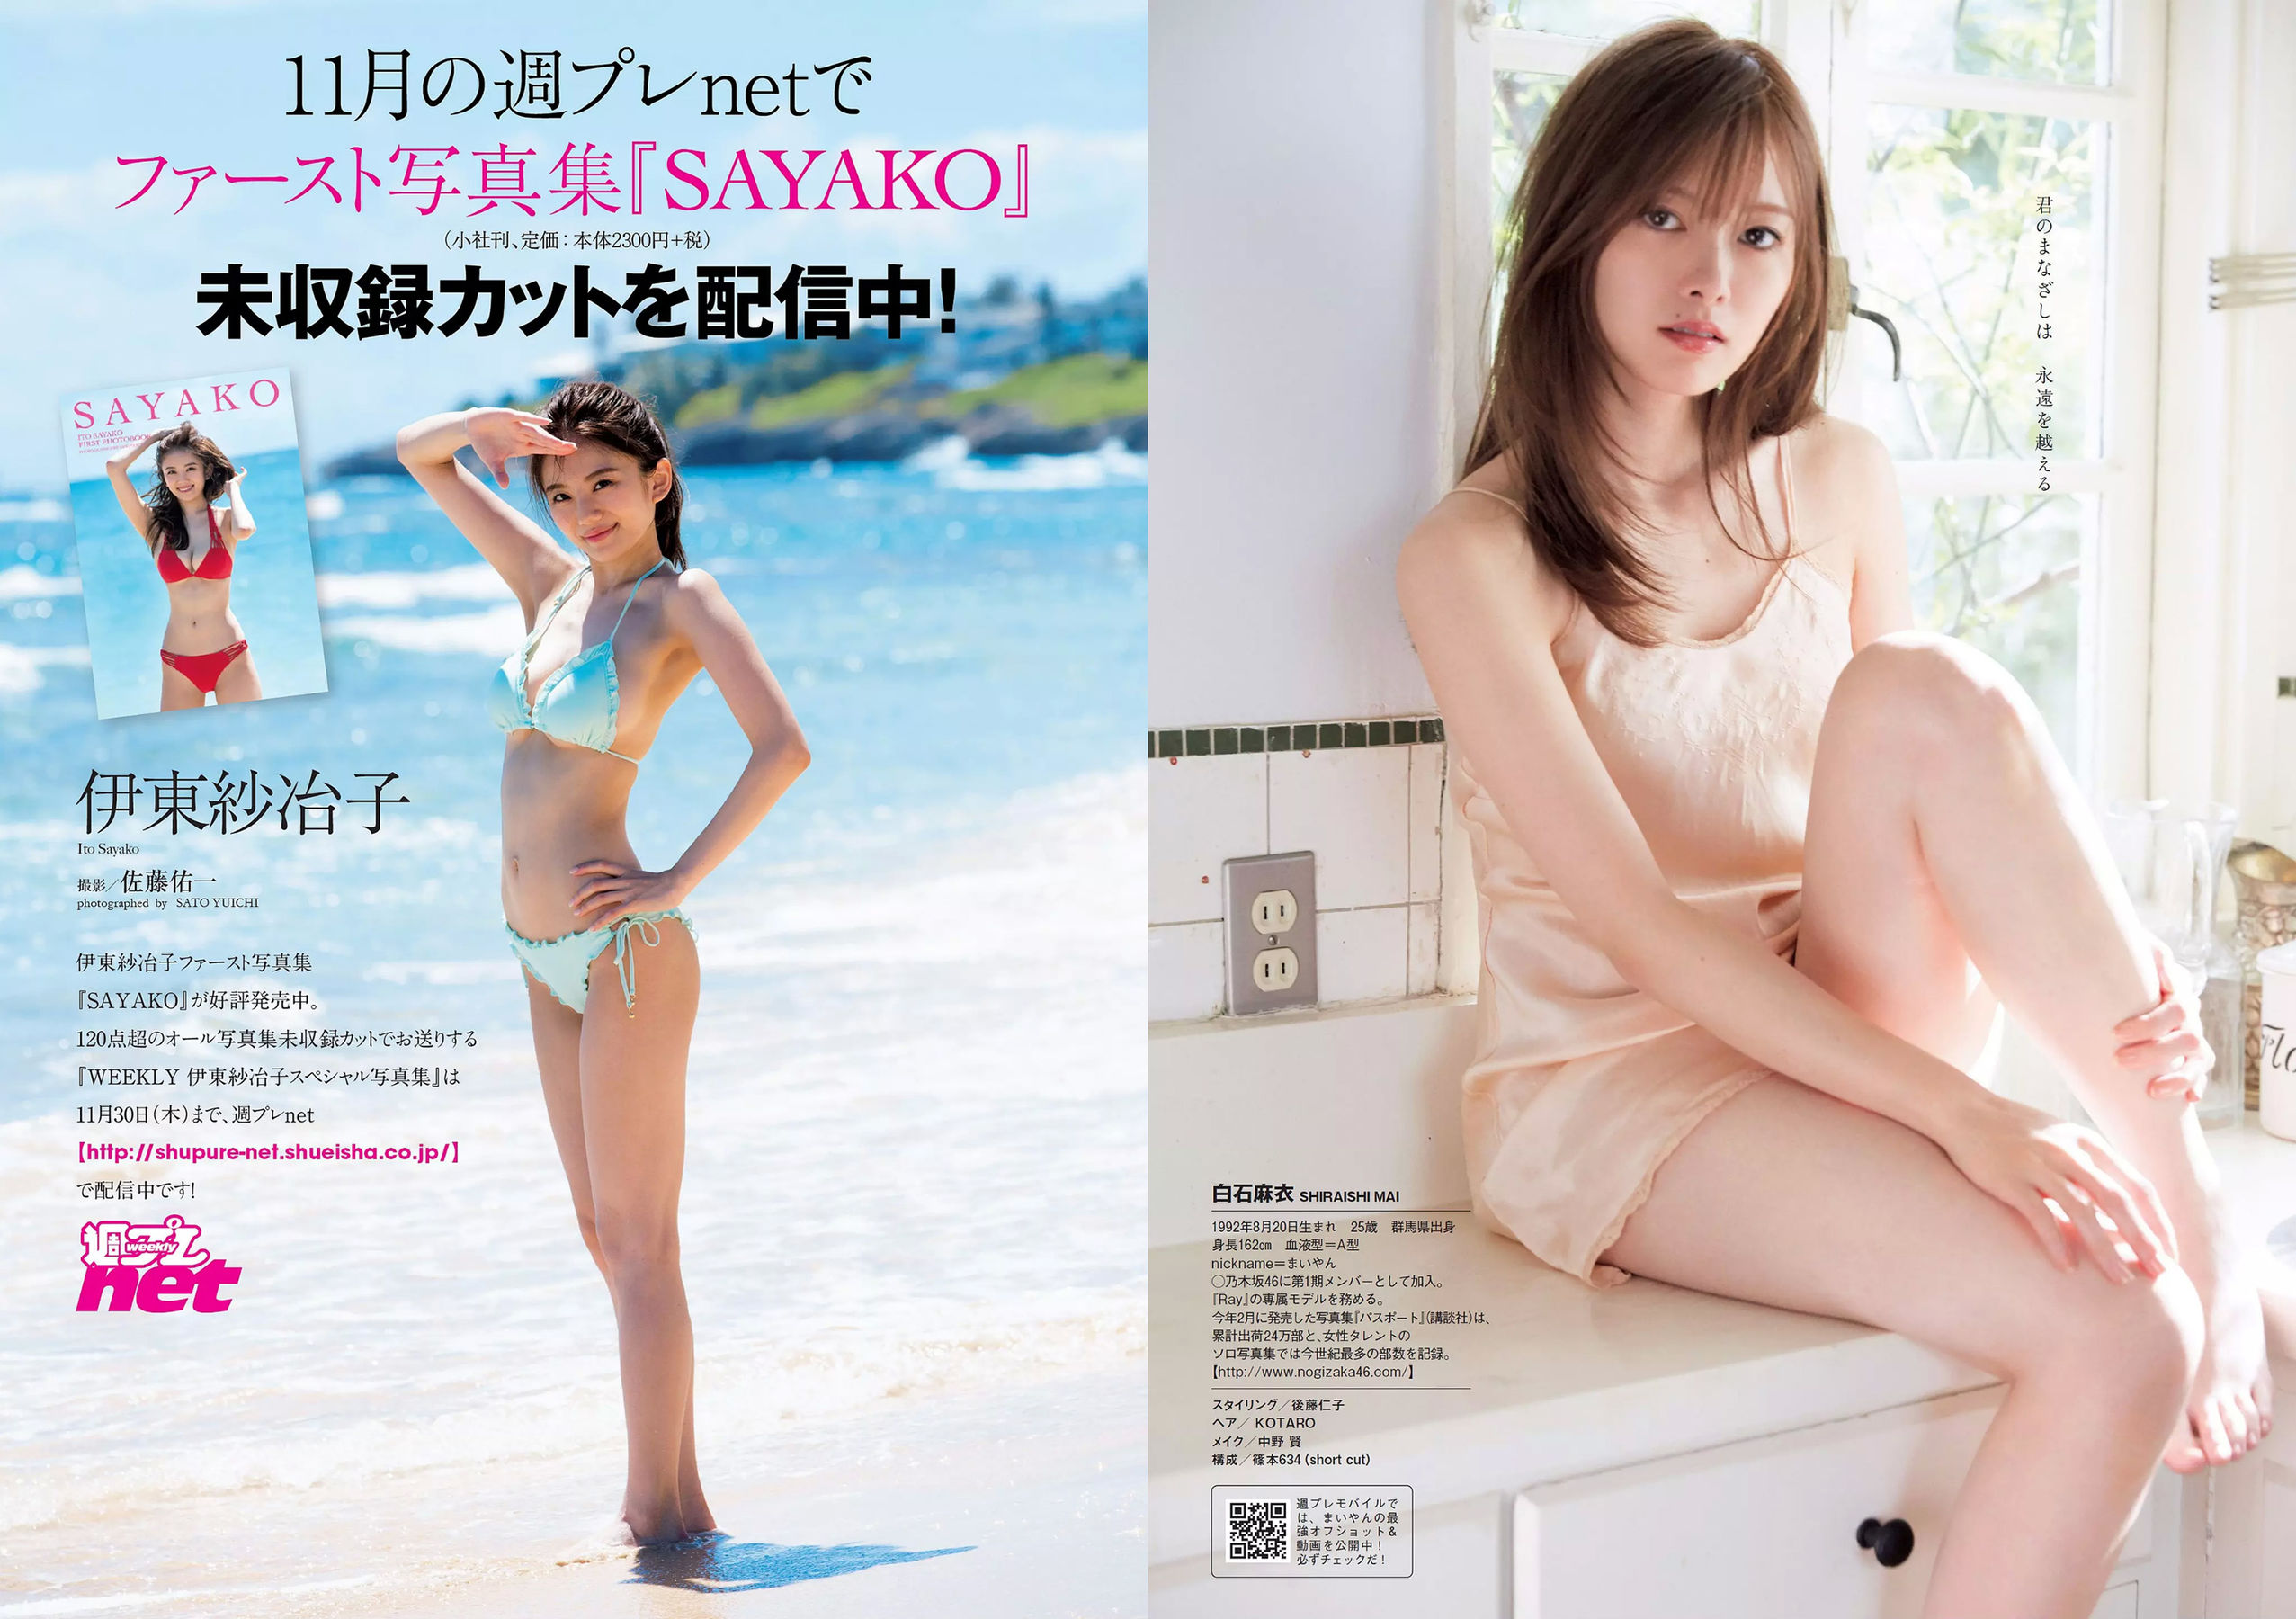 11月の週プレnetで
ファースト写真集『SAYAKO』
（小社刊、定価：本体2300円＋税）
未収録カットを配信中！
SAYAKO
ITO SAYAKO
FIRST PHOTOBOOK
伊東紗冶子
Ito Sayako
撮影／佐藤佑一
photographed by SATO YUICHI
伊東紗冶子ファースト写真集
『SAYAKO』が好評発売中。
120点超のオール写真集未収録カットでお送りする
『WEEKLY 伊東紗冶子スペシャル写真集』は
11月30日（木）まで、週プレnet
【http://shupure-net.shueisha.co.jp/】
で配信中です！
週プレ
weekly
net
君のまなざしは　永遠を越える
白石麻衣 SHIRAISHI MAI
1992年8月20日生まれ　25歳　群馬県出身
身長162㎝　血液型＝A型
nickname＝まいやん
○乃木坂46に第1期メンバーとして加入。
『Ray』の専属モデルを務める。
今年2月に発売した写真集『パスポート』（講談社）は、
累計出荷24万部と、女性タレントの
ソロ写真集では今世紀最多の部数を記録。
【http://www.nogizaka46.com/】
スタイリング／後藤仁子
ヘア／KOTARO
メイク／中野 賢
構成／篠本634（short cut）
週プレモバイルで
は、まいやんの最
強オフショット＆
動画を公開中！
必ずチェックだ！